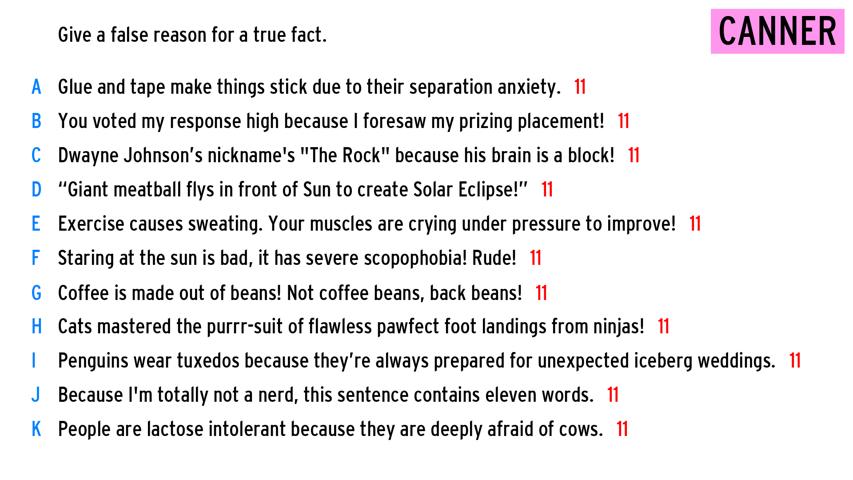 CANNER
Give a false reason for a true fact.
A Glue and tape make things stick due to their separation anxiety. 11
B You voted my response high because I foresaw my prizing placement! 11
C Dwayne Johnson’s nickname's "The Rock" because his brain is a block! 11
D “Giant meatball flys in front of Sun to create Solar Eclipse!” 11
E Exercise causes sweating. Your muscles are crying under pressure to improve! 11
F Staring at the sun is bad, it has severe scopophobia! Rude! 11
G Coffee is made out of beans! Not coffee beans, back beans! 11
H Cats mastered the purrr-suit of flawless pawfect foot landings from ninjas! 11
I Penguins wear tuxedos because they’re always prepared for unexpected iceberg weddings. 11
J Because I'm totally not a nerd, this sentence contains eleven words. 11
K People are lactose intolerant because they are deeply afraid of cows. 11